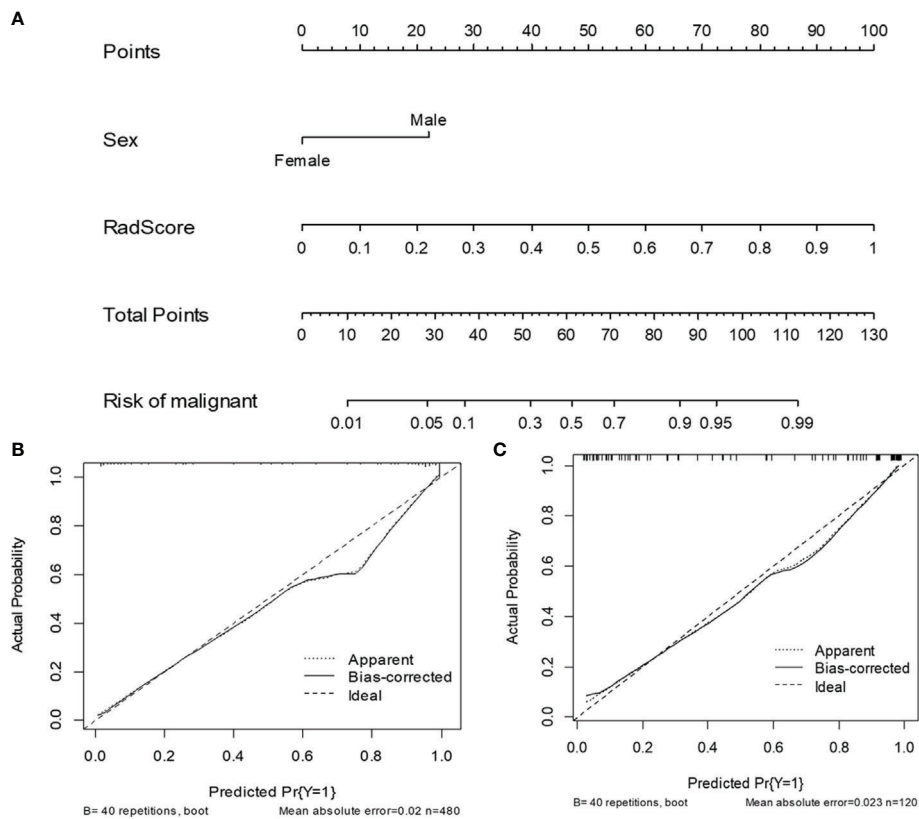 A
Points
0 10 20 30 40 50 60 70 80 90 100
Sex
Male
Female
RadScore
0 0.1 0.2 0.3 0.4 0.5 0.6 0.7 0.8 0.9 1
Total Points
0 10 20 30 40 50 60 70 80 90 100 110 120 130
Risk of malignant
0.01 0.05 0.1 0.3 0.5 0.7 0.9 0.95 0.99
B
Actual Probability
1.0
0.8
0.6
0.4
0.2
0.0
Apparent
Bias-corrected
Ideal
0.0 0.2 0.4 0.6 0.8 1.0
Predicted Pr{Y=1}
B= 40 repetitions, boot Mean absolute error=0.02 n=480
C
Actual Probability
1.0
0.8
0.6
0.4
0.2
0.0
Apparent
Bias-corrected
Ideal
0.0 0.2 0.4 0.6 0.8 1.0
Predicted Pr{Y=1}
B= 40 repetitions, boot Mean absolute error=0.023 n=120